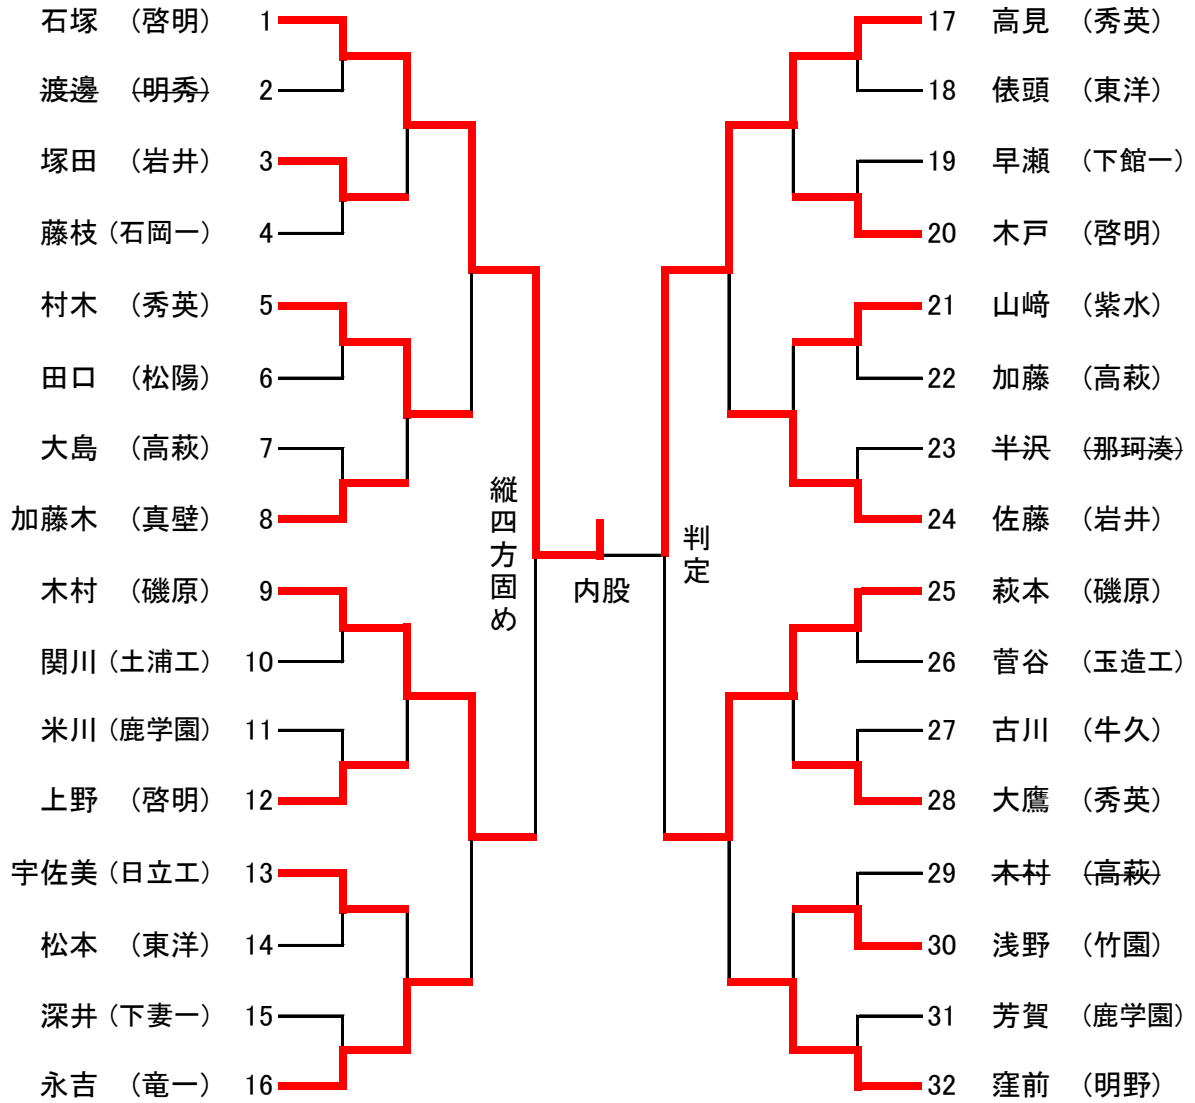 石塚 （啓明） 1
渡邊 （明秀） 2
塚田 （岩井） 3
藤枝 （石岡一） 4
村木 （秀英） 5
田口 （松陽） 6
大島 （高萩） 7
加藤木 （真壁） 8
木村 （磯原） 9
関川 （土浦工） 10
米川 （鹿学園） 11
上野 （啓明） 12
宇佐美 （日立工） 13
松本 （東洋） 14
深井 （下妻一） 15
永吉 （竜一） 16
縦四方固め
内股
判定
17 高見 （秀英）
18 俵頭 （東洋）
19 早瀬 （下館一）
20 木戸 （啓明）
21 山﨑 （紫水）
22 加藤 （高萩）
23 半沢 （那珂湊）
24 佐藤 （岩井）
25 萩本 （磯原）
26 菅谷 （玉造工）
27 古川 （牛久）
28 大鷹 （秀英）
29 木村 （高萩）
30 浅野 （竹園）
31 芳賀 （鹿学園）
32 窪前 （明野）